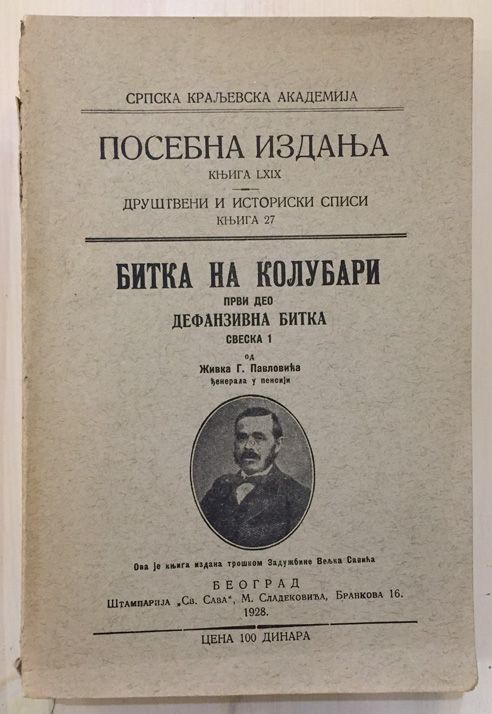 СРПСКА КРАЉЕВСКА АКАДЕМИЈА
ПОСЕБНА ИЗДАЊА
КЊИГА LXIX
ДРУШТВЕНИ И ИСТОРИСКИ СПИСИ
КЊИГА 27
БИТКА НА КОЛУБАРИ
ПРВИ ДЕО
ДЕФАНЗИВНА БИТКА
СВЕСКА 1
од
Живка Г. Павловића
ђенерала у пенсији
Ова је књига издана трошком Задужбине Вељка Савића
БЕОГРАД
Штампарија „Св. Сава“, М. Сладековића, Бранкова 16.
1928.
ЦЕНА 100 ДИНАРА